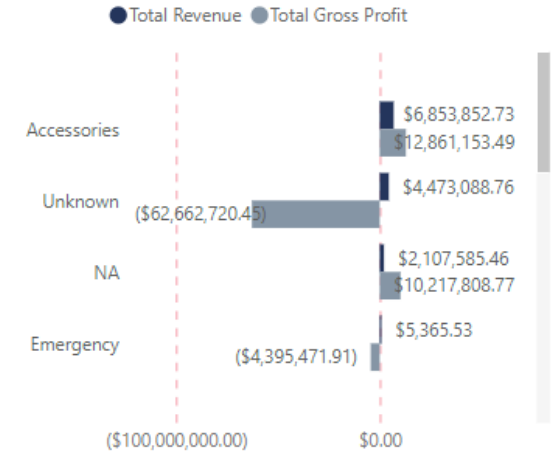 Total Revenue Total Gross Profit
Accessories
$6,853,852.73
$12,861,153.49
Unknown
$4,473,088.76
($62,662,720.45)
NA
$2,107,585.46
$10,217,808.77
Emergency
$5,365.53
($4,395,471.91)
($100,000,000.00) $0.00